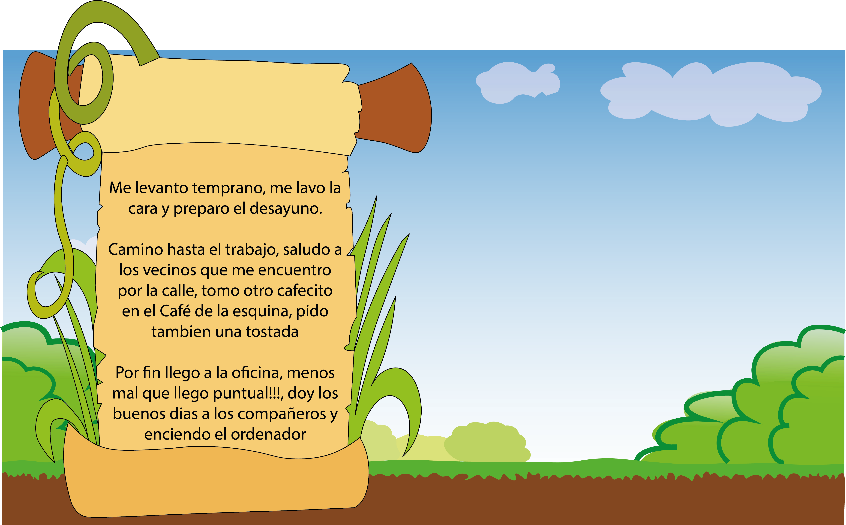 Me levanto temprano, me lavo la
cara y preparo el desayuno.
Camino hasta el trabajo, saludo a
los vecinos que me encuentro
por la calle, tomo otro cafecito
en el Café de la esquina, pido
tambien una tostada
Por fin llego a la oficina, menos
mal que llego puntual!!!, doy los
buenos dias a los compañeros y
enciendo el ordenador